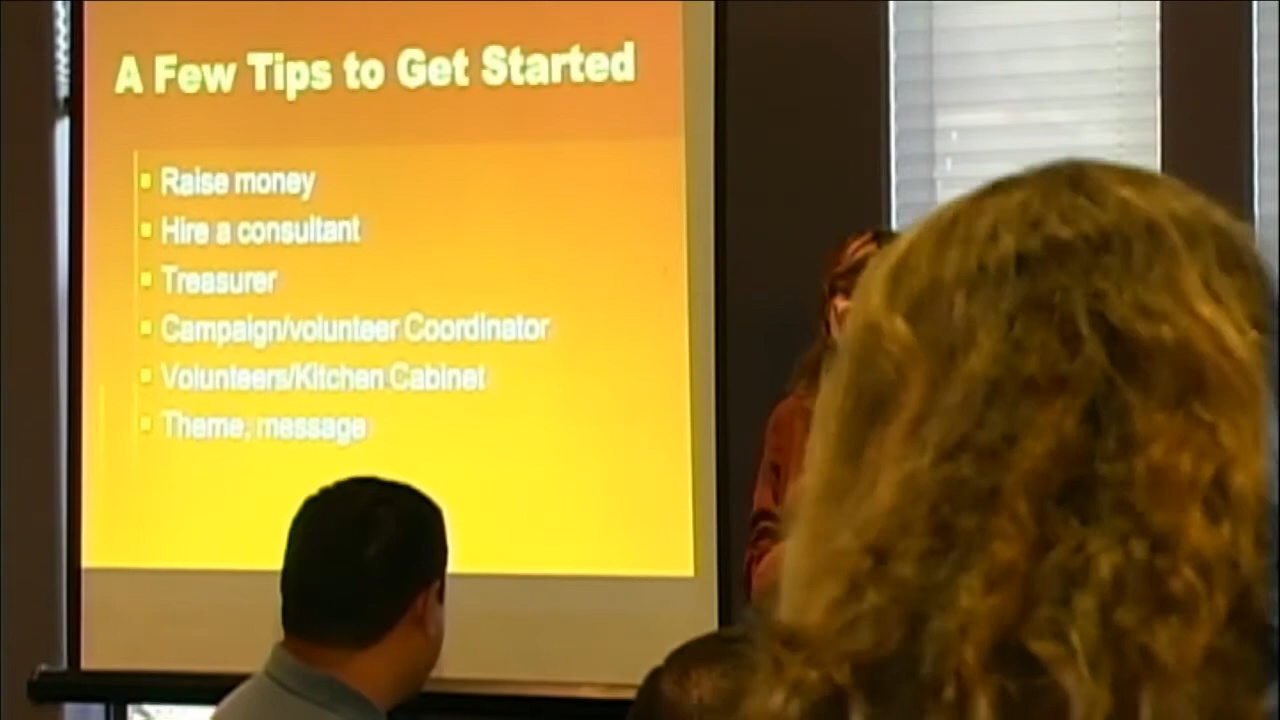 A Few Tips to Get Started
Raise money
Hire a consultant
Treasurer
Campaign/volunteer Coordinator
Volunteers/Kitchen Cabinet
Theme, message